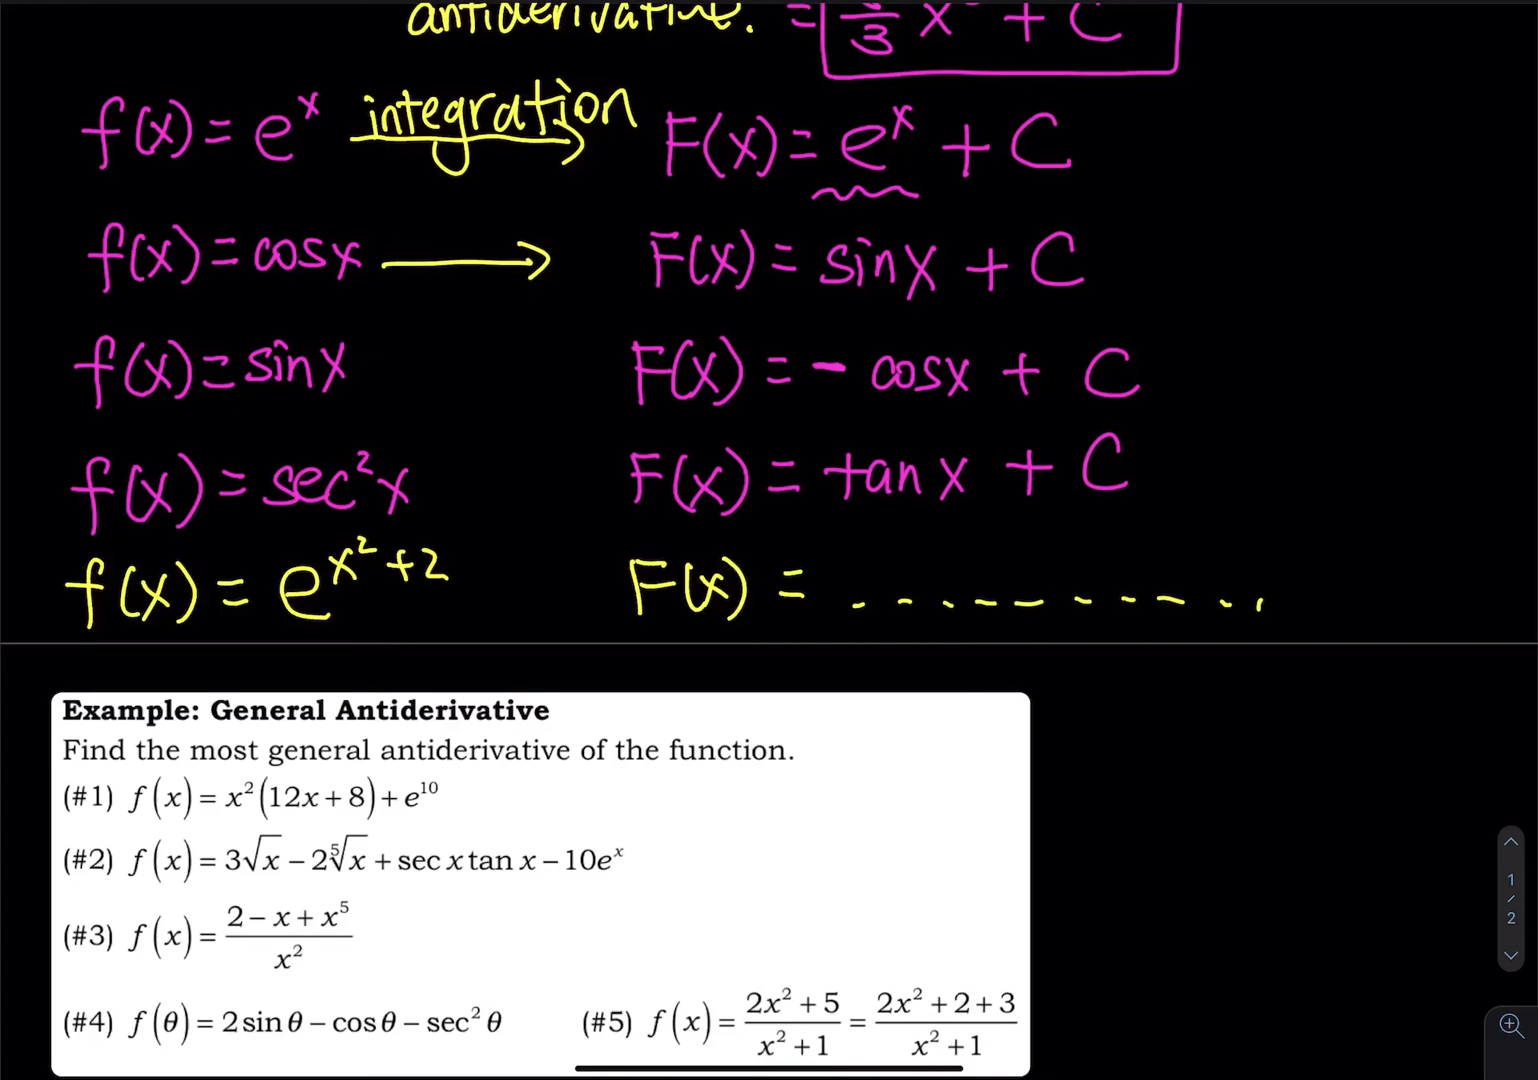 antiderivative. = 1/3 x + C
f(x) = e^x integration F(x) = e^x + C
f(x) = cosx F(x) = sinx + C
f(x) = sinx F(x) = - cosx + C
f(x) = sec²x F(x) = tanx + C
f(x) = e^(x²+2) F(x) = . - - - - - - - - - . .
Example: General Antiderivative
Find the most general antiderivative of the function.
(#1) f(x) = x²(12x + 8) + e¹⁰
(#2) f(x) = 3√x − 2⁵√x + sec x tan x − 10eˣ
(#3) f(x) = (2 − x + x⁵)/x²
(#4) f(θ) = 2 sin θ − cos θ − sec² θ (#5) f(x) = (2x² + 5)/(x² + 1) = (2x² + 2 + 3)/(x² + 1)
1
/
2